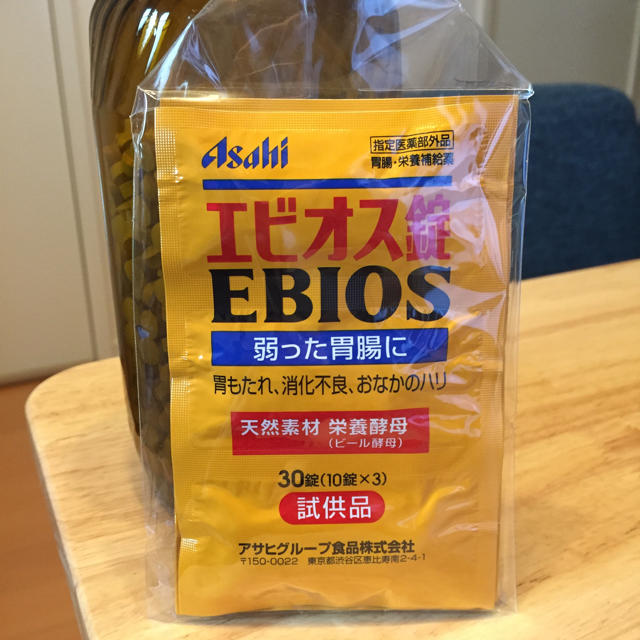 Asahi
指定医薬部外品
胃腸・栄養補給薬
エビオス錠
EBIOS
弱った胃腸に
胃もたれ、消化不良、おなかのハリ
天然素材 栄養酵母
(ビール酵母)
30錠(10錠×3)
試供品
アサヒグループ食品株式会社
〒150-0022 東京都渋谷区恵比寿南2-4-1